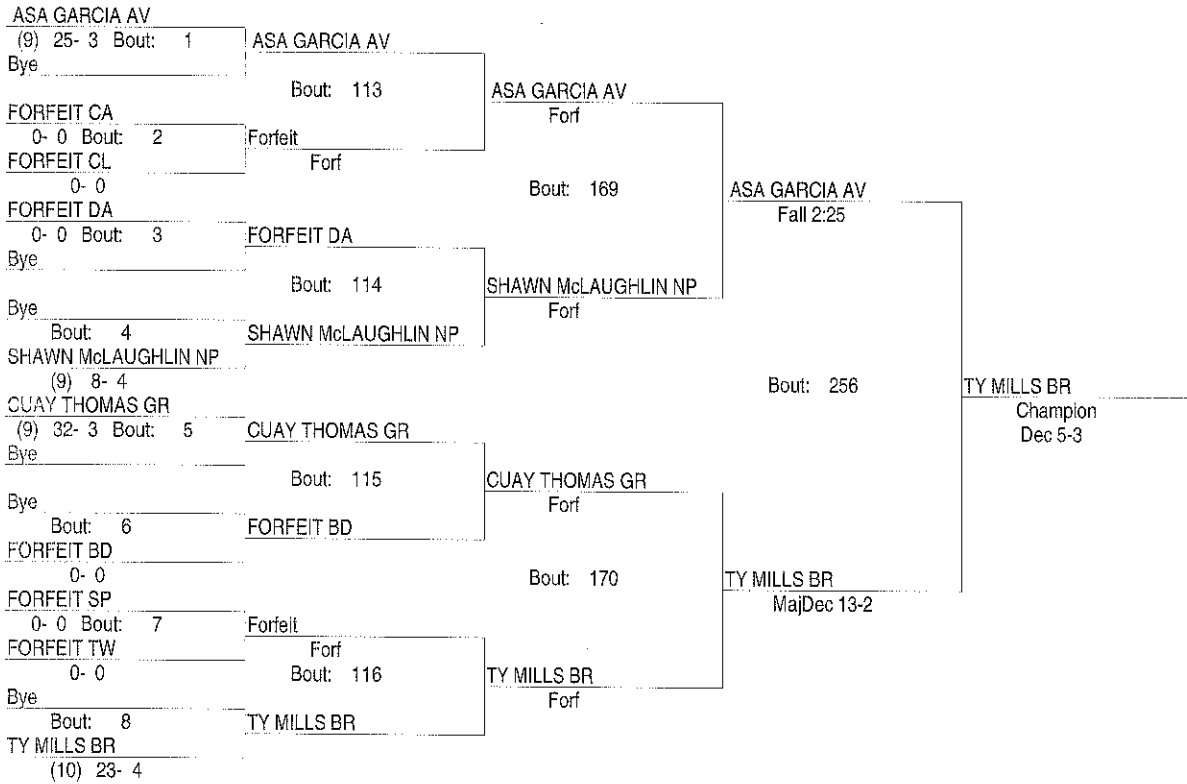 ASA GARCIA AV
(9) 25- 3 Bout: 1
Bye
FORFEIT CA
0- 0 Bout: 2
FORFEIT CL
0- 0
FORFEIT DA
0- 0 Bout: 3
Bye
Bye
Bout: 4
SHAWN McLAUGHLIN NP
(9) 8- 4
CUAY THOMAS GR
(9) 32- 3 Bout: 5
Bye
Bye
Bout: 6
FORFEIT BD
0- 0
FORFEIT SP
0- 0 Bout: 7
FORFEIT TW
0- 0
Bye
Bout: 8
TY MILLS BR
(10) 23- 4
ASA GARCIA AV
Bout: 113
Forfeit
Forf
FORFEIT DA
Bout: 114
SHAWN McLAUGHLIN NP
CUAY THOMAS GR
Bout: 115
FORFEIT BD
Forfeit
Forf
Bout: 116
TY MILLS BR
ASA GARCIA AV
Forf
Bout: 169
SHAWN McLAUGHLIN NP
Forf
CUAY THOMAS GR
Forf
Bout: 170
TY MILLS BR
Forf
ASA GARCIA AV
Fall 2:25
Bout: 256
TY MILLS BR
MajDec 13-2
TY MILLS BR
Champion
Dec 5-3